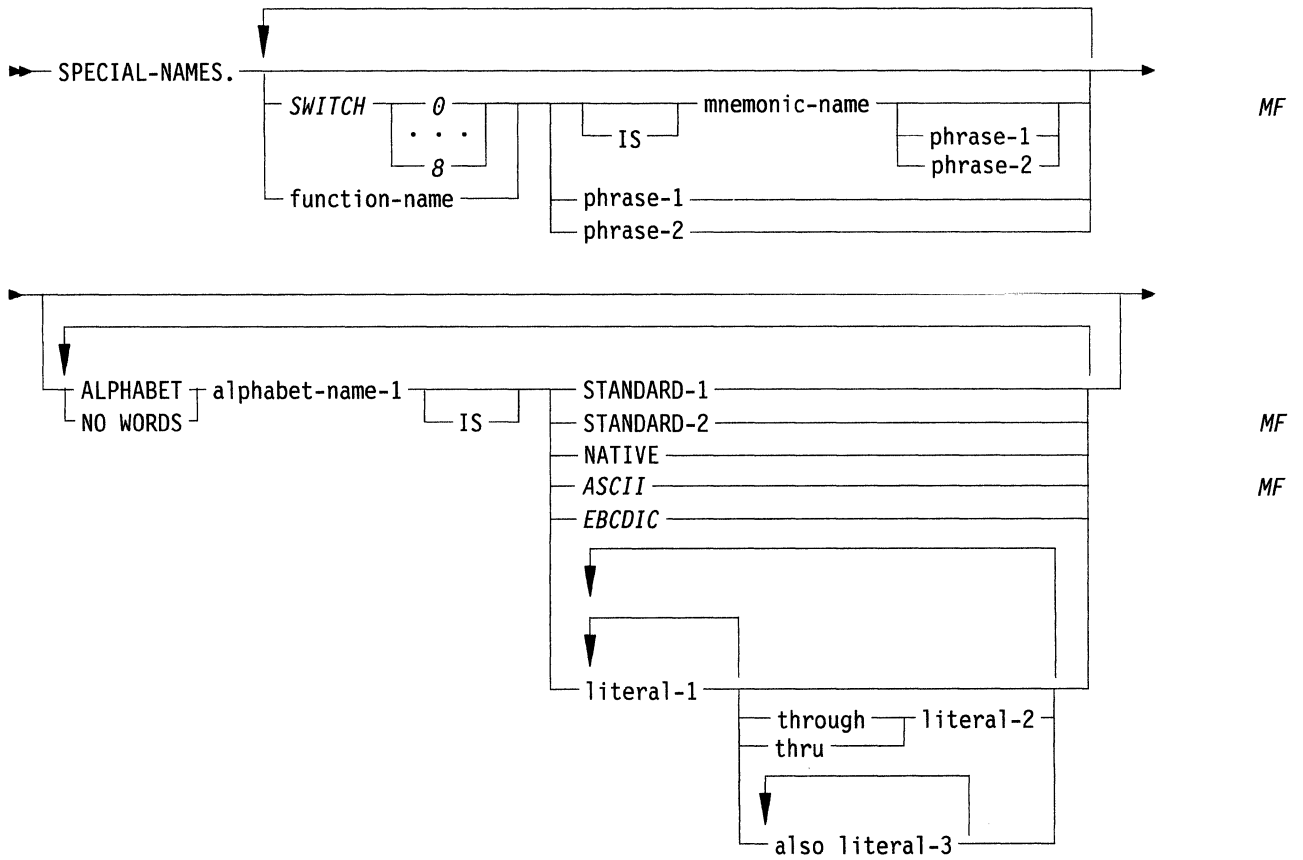 SPECIAL-NAMES.
SWITCH 0 IS mnemonic-name MF
. . . phrase-1
8 phrase-2
function-name phrase-1
phrase-2
ALPHABET alphabet-name-1 IS STANDARD-1
NO WORDS STANDARD-2 MF
NATIVE
ASCII MF
EBCDIC
literal-1
through literal-2
thru
also literal-3